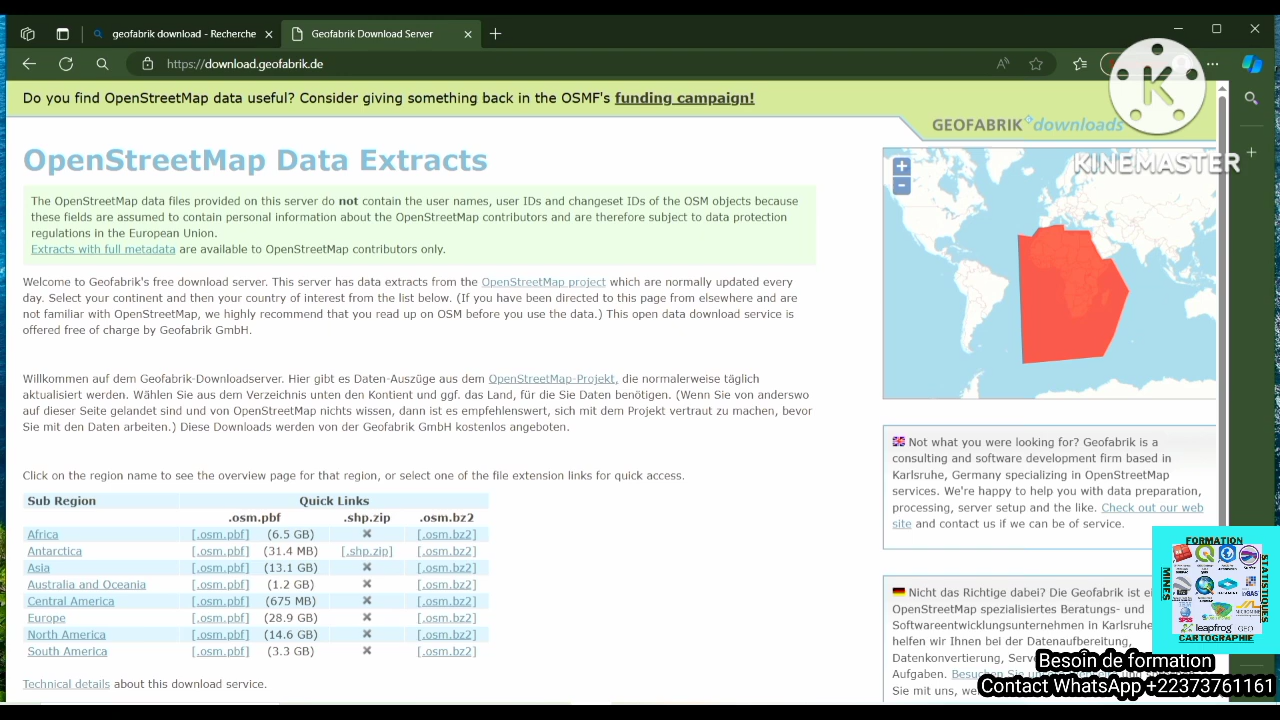 geofabrik download - Recherche
Geofabrik Download Server
https://download.geofabrik.de
Do you find OpenStreetMap data useful? Consider giving something back in the OSMF's funding campaign!
GEOFABRIK downloads
K
KINEMASTER
OpenStreetMap Data Extracts
The OpenStreetMap data files provided on this server do not contain the user names, user IDs and changeset IDs of the OSM objects because
these fields are assumed to contain personal information about the OpenStreetMap contributors and are therefore subject to data protection
regulations in the European Union.
Extracts with full metadata are available to OpenStreetMap contributors only.
Welcome to Geofabrik's free download server. This server has data extracts from the OpenStreetMap project which are normally updated every
day. Select your continent and then your country of interest from the list below. (If you have been directed to this page from elsewhere and are
not familiar with OpenStreetMap, we highly recommend that you read up on OSM before you use the data.) This open data download service is
offered free of charge by Geofabrik GmbH.
Willkommen auf dem Geofabrik-Downloadserver. Hier gibt es Daten-Auszüge aus dem OpenStreetMap-Projekt, die normalerweise täglich
aktualisiert werden. Wählen Sie aus dem Verzeichnis unten den Kontient und ggf. das Land, für die Sie Daten benötigen. (Wenn Sie von anderswo
auf dieser Seite gelandet sind und von OpenStreetMap nichts wissen, dann ist es empfehlenswert, sich mit dem Projekt vertraut zu machen, bevor
Sie mit den Daten arbeiten.) Diese Downloads werden von der Geofabrik GmbH kostenlos angeboten.
Click on the region name to see the overview page for that region, or select one of the file extension links for quick access.
Sub Region Quick Links
.osm.pbf .shp.zip .osm.bz2
Africa [.osm.pbf] (6.5 GB) ✖ [.osm.bz2]
Antarctica [.osm.pbf] (31.4 MB) [.shp.zip] [.osm.bz2]
Asia [.osm.pbf] (13.1 GB) ✖ [.osm.bz2]
Australia and Oceania [.osm.pbf] (1.2 GB) ✖ [.osm.bz2]
Central America [.osm.pbf] (675 MB) ✖ [.osm.bz2]
Europe [.osm.pbf] (28.9 GB) ✖ [.osm.bz2]
North America [.osm.pbf] (14.6 GB) ✖ [.osm.bz2]
South America [.osm.pbf] (3.3 GB) ✖ [.osm.bz2]
Technical details about this download service.
Not what you were looking for? Geofabrik is a
consulting and software development firm based in
Karlsruhe, Germany specializing in OpenStreetMap
services. We're happy to help you with data preparation,
processing, server setup and the like. Check out our web
site and contact us if we can be of service.
Nicht das Richtige dabei? Die Geofabrik ist ei
OpenStreetMap spezialisiertes Beratungs- und
Softwareentwicklungsunternehmen in Karlsruhe
helfen wir Ihnen bei der Datenaufbereitung,
Datenkonvertierung, Serv
Aufgaben. Besuchen
Sie mit uns, we
FORMATION
MINES
STATISTIQUES
leapfrog GEO
CARTOGRAPHIE
Besoin de formation
Contact WhatsApp +22373761161